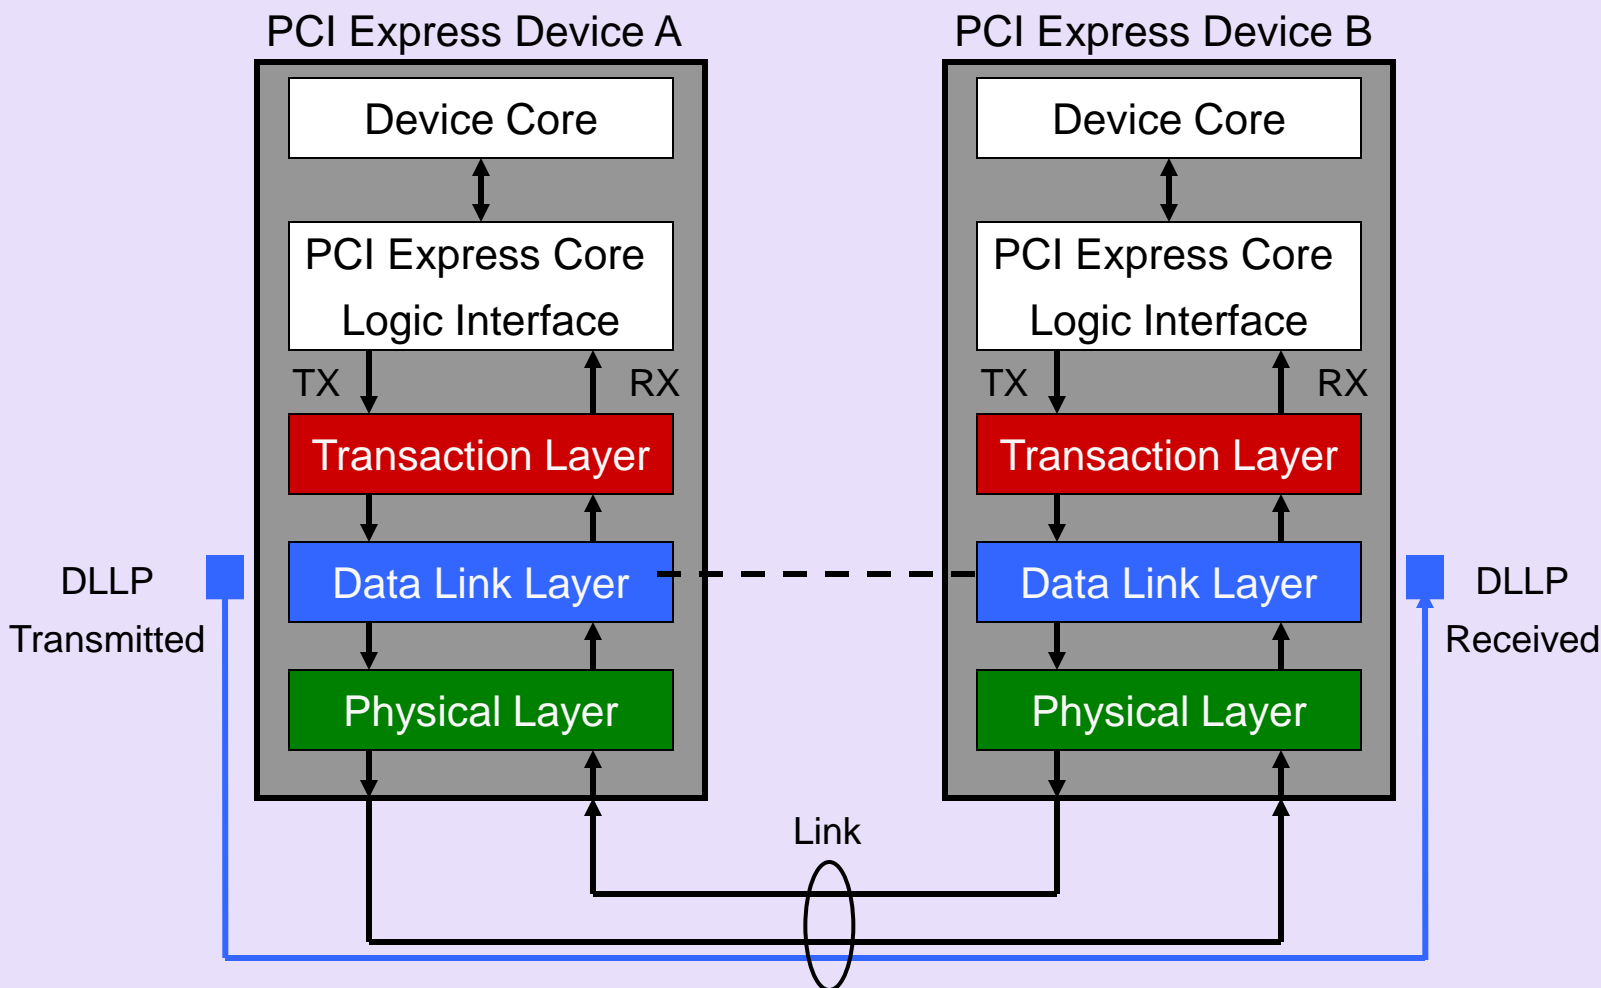 PCI Express Device A
PCI Express Device B
Device Core
Device Core
PCI Express Core
Logic Interface
PCI Express Core
Logic Interface
TX
RX
TX
RX
Transaction Layer
Transaction Layer
DLLP
Transmitted
Data Link Layer
Data Link Layer
DLLP
Received
Physical Layer
Physical Layer
Link